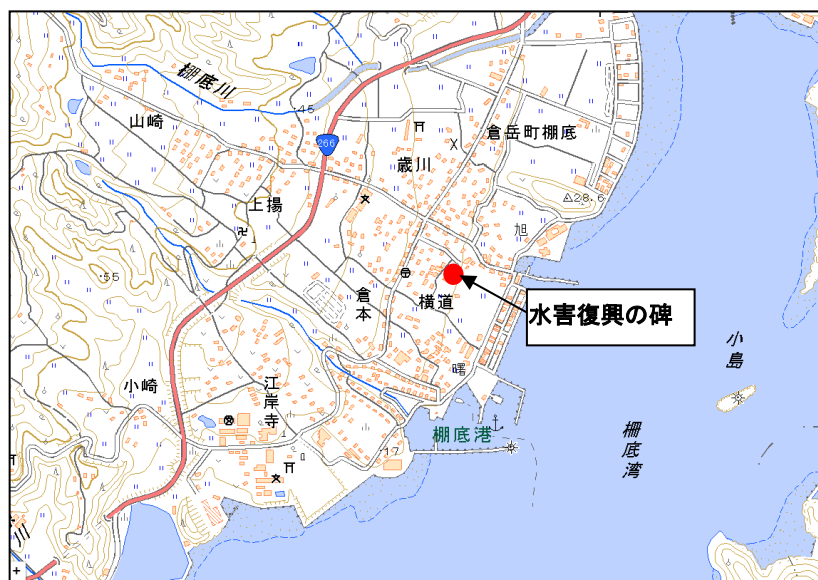 棚底川
・45
山崎
266
倉岳町棚底
歳川
上揚
28.6
旭
・55
倉本
横道
水害復興の碑
小島
小崎
江岸寺
曙
棚底港
棚底湾
・17
川